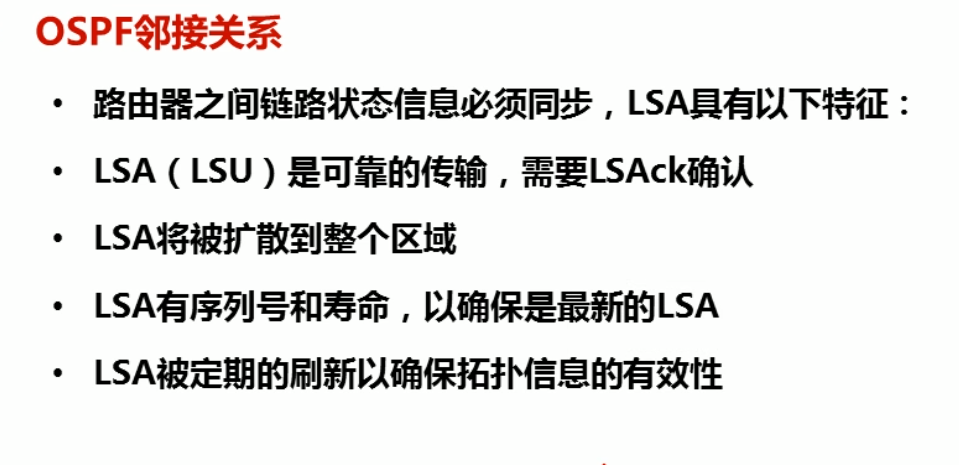 OSPF邻接关系
• 路由器之间链路状态信息必须同步，LSA具有以下特征：
• LSA（LSU）是可靠的传输，需要LSAck确认
• LSA将被扩散到整个区域
• LSA有序列号和寿命，以确保是最新的LSA
• LSA被定期的刷新以确保拓扑信息的有效性